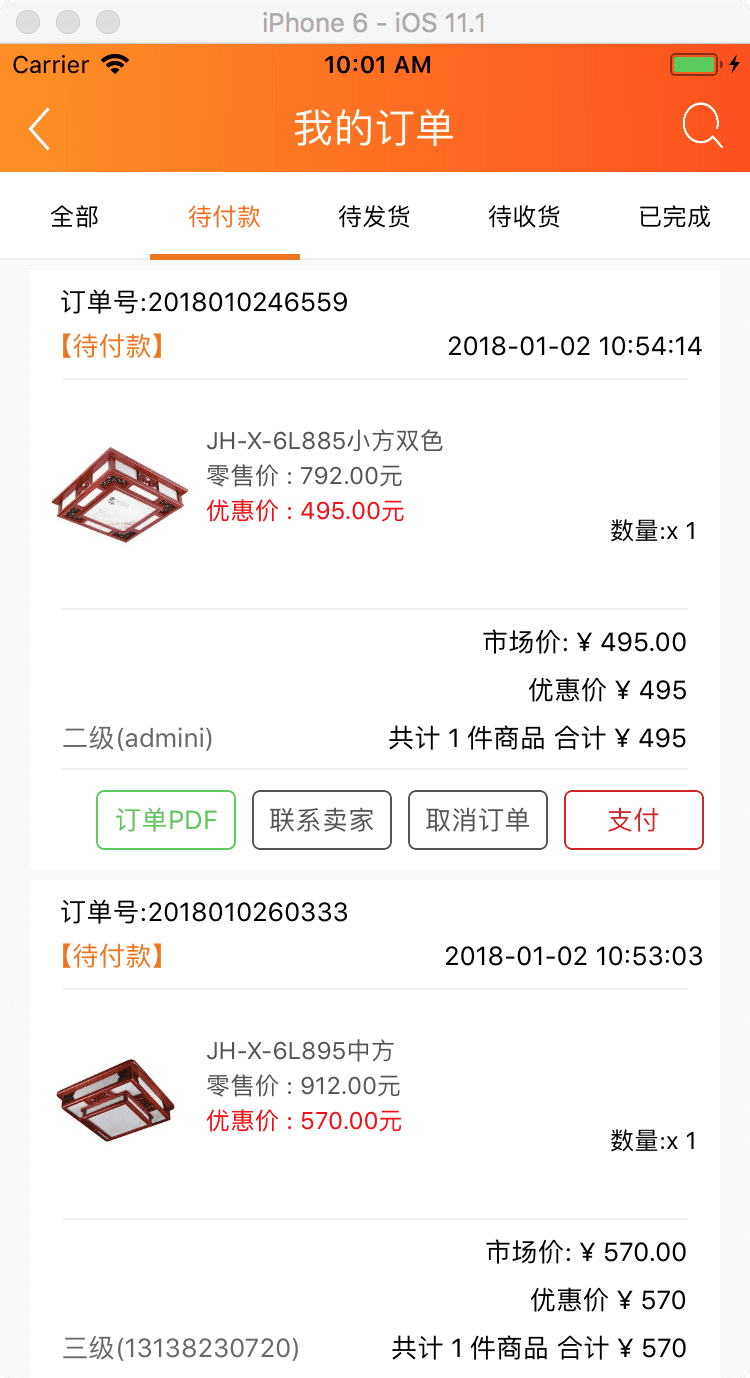 iPhone 6 - iOS 11.1
Carrier 10:01 AM
我的订单
全部 待付款 待发货 待收货 已完成
订单号:2018010246559
【待付款】 2018-01-02 10:54:14
JH-X-6L885小方双色
零售价 : 792.00元
优惠价 : 495.00元
数量:x 1
市场价: ¥ 495.00
优惠价 ¥ 495
二级(admini) 共计 1 件商品 合计 ¥ 495
订单PDF 联系卖家 取消订单 支付
订单号:2018010260333
【待付款】 2018-01-02 10:53:03
JH-X-6L895中方
零售价 : 912.00元
优惠价 : 570.00元
数量:x 1
市场价: ¥ 570.00
优惠价 ¥ 570
三级(13138230720) 共计 1 件商品 合计 ¥ 570